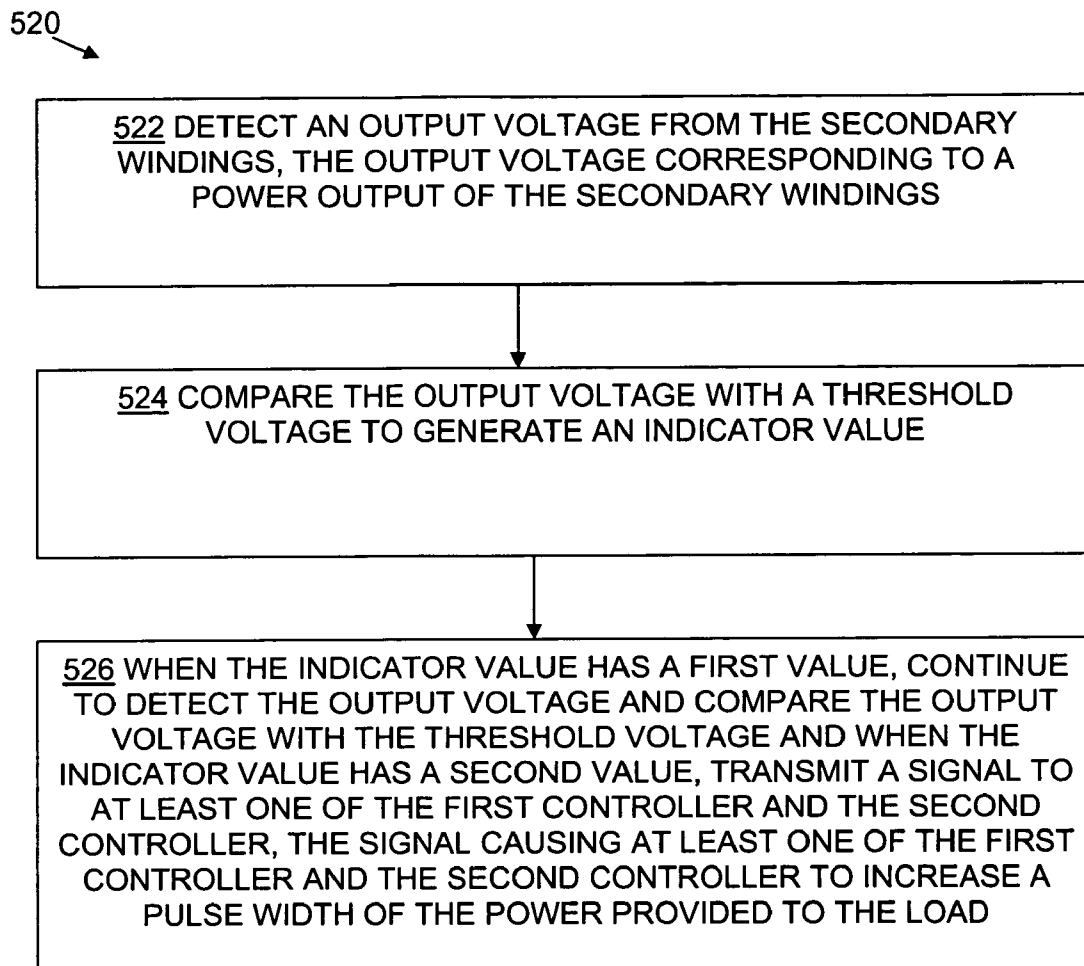 520
522 DETECT AN OUTPUT VOLTAGE FROM THE SECONDARY
WINDINGS, THE OUTPUT VOLTAGE CORRESPONDING TO A
POWER OUTPUT OF THE SECONDARY WINDINGS
524 COMPARE THE OUTPUT VOLTAGE WITH A THRESHOLD
VOLTAGE TO GENERATE AN INDICATOR VALUE
526 WHEN THE INDICATOR VALUE HAS A FIRST VALUE, CONTINUE
TO DETECT THE OUTPUT VOLTAGE AND COMPARE THE OUTPUT
VOLTAGE WITH THE THRESHOLD VOLTAGE AND WHEN THE
INDICATOR VALUE HAS A SECOND VALUE, TRANSMIT A SIGNAL TO
AT LEAST ONE OF THE FIRST CONTROLLER AND THE SECOND
CONTROLLER, THE SIGNAL CAUSING AT LEAST ONE OF THE FIRST
CONTROLLER AND THE SECOND CONTROLLER TO INCREASE A
PULSE WIDTH OF THE POWER PROVIDED TO THE LOAD